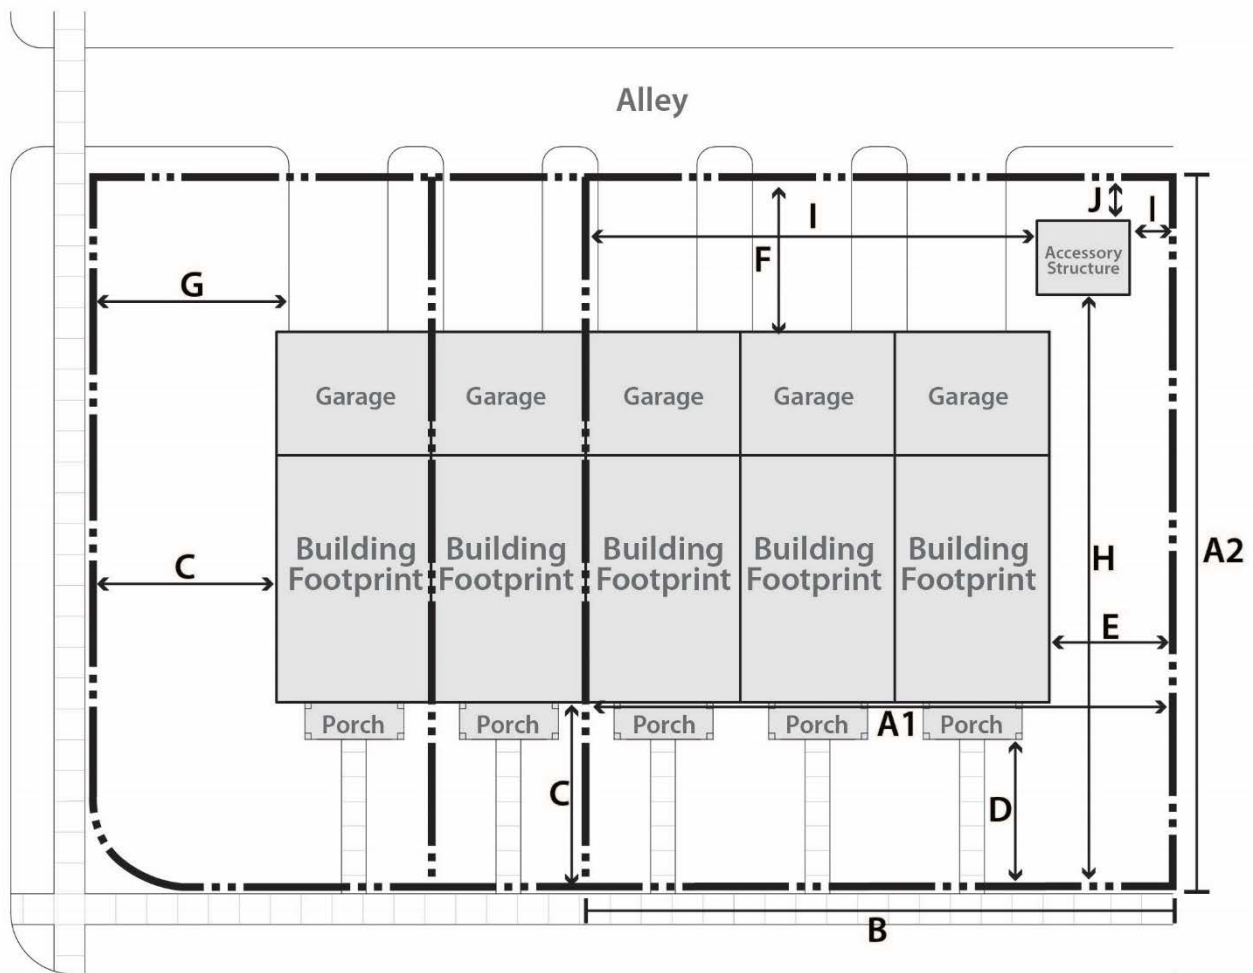 Alley
J
I
I
F
G
Accessory
Structure
Garage
Garage
Garage
Garage
Garage
Building
Footprint
Building
Footprint
Building
Footprint
Building
Footprint
Building
Footprint
C
H
A2
E
Porch
Porch
Porch
Porch
Porch
A1
C
D
B